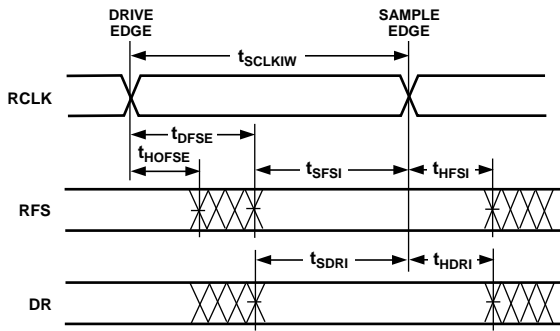 DRIVE EDGE
SAMPLE EDGE
tSCLKIW
RCLK
tDFSE
tHOFSE
tSFSI
tHFSI
RFS
tSDRI
tHDRI
DR